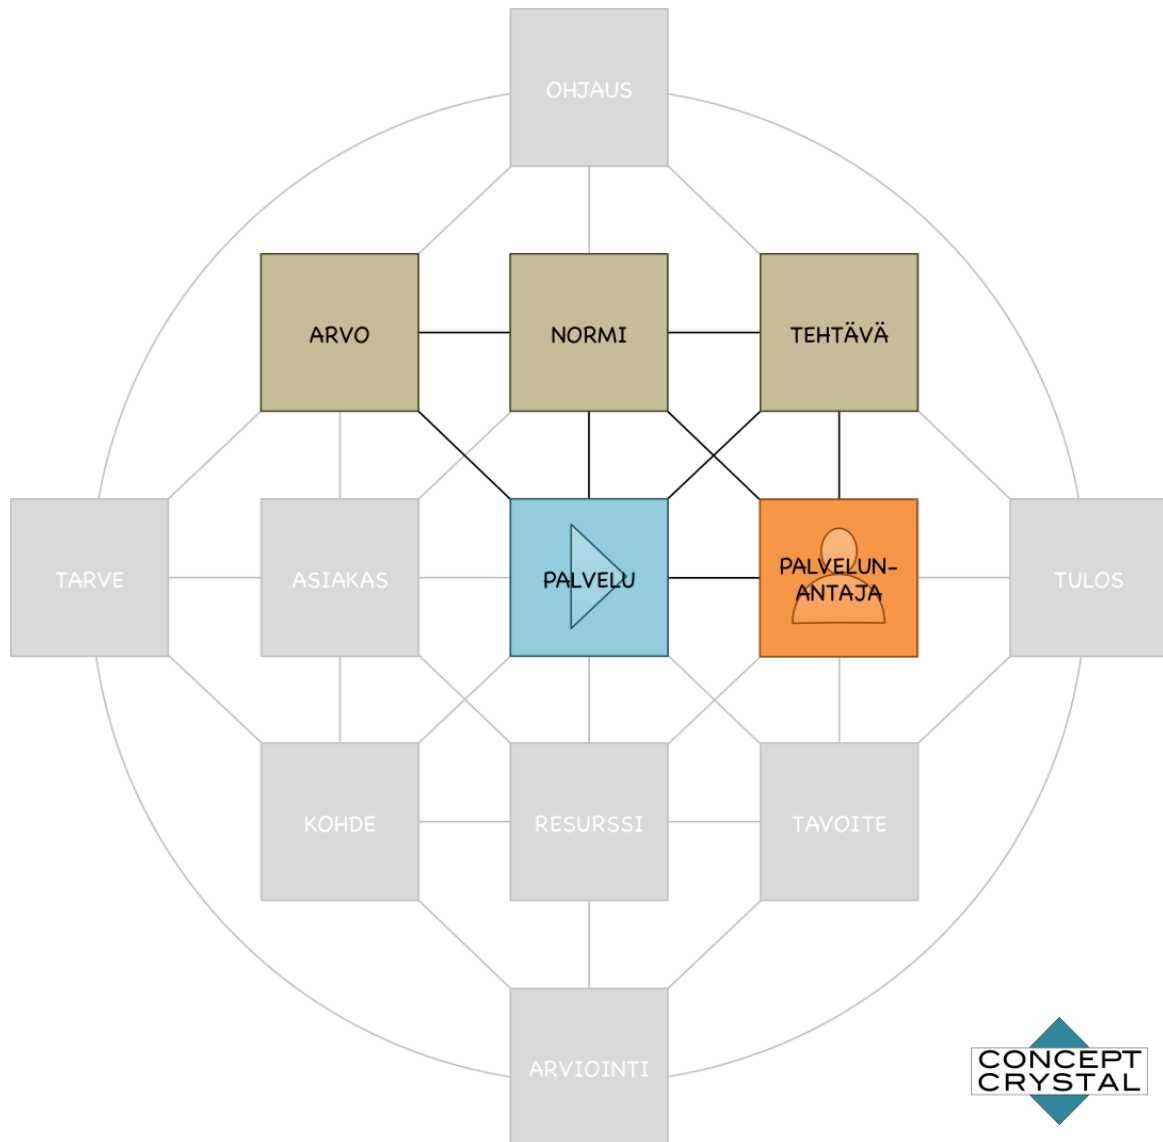 OHJAUS
ARVO
NORMI
TEHTÄVÄ
TARVE
ASIAKAS
PALVELU
PALVELUN-
ANTAJA
TULOS
KOHDE
RESURSSI
TAVOITE
ARVIOINTI
CONCEPT
CRYSTAL